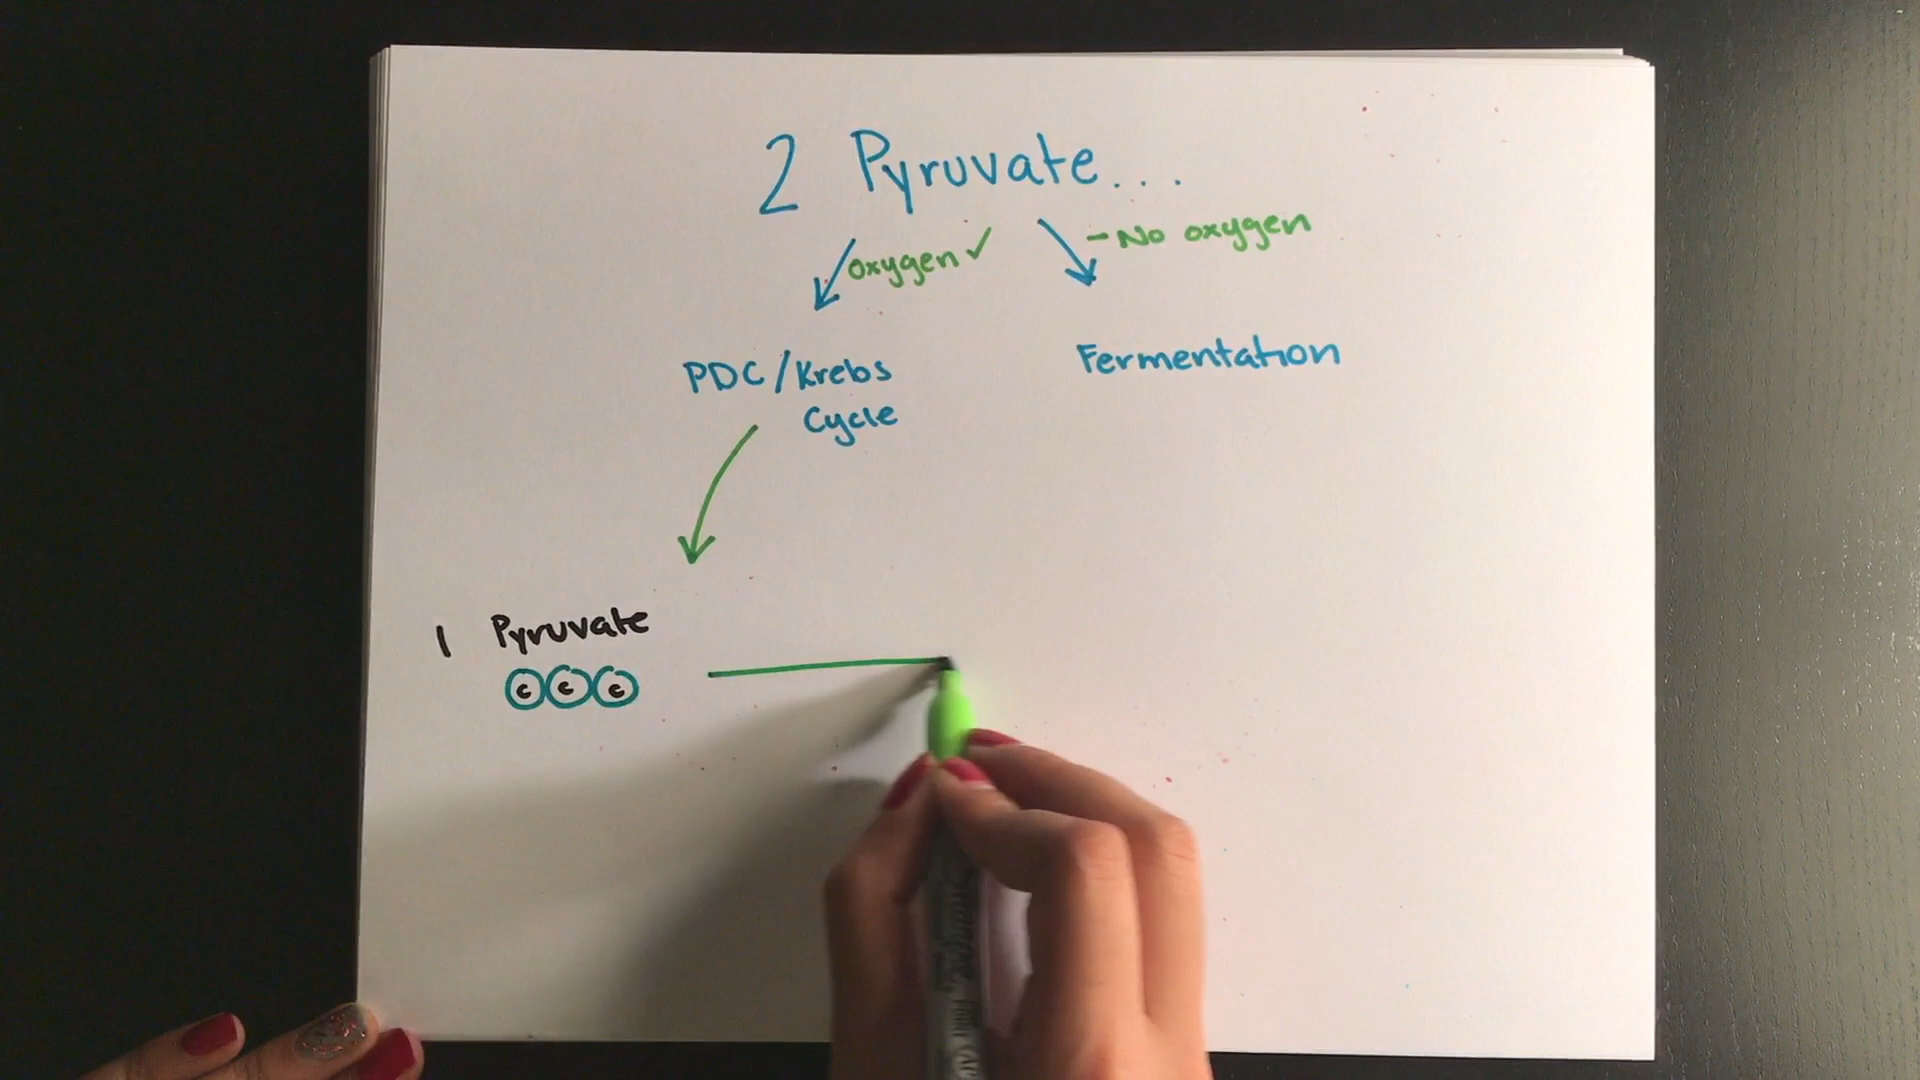 2 Pyruvate...
oxygen ✓
- No oxygen
PDC/Krebs
Cycle
Fermentation
1 Pyruvate
c c c